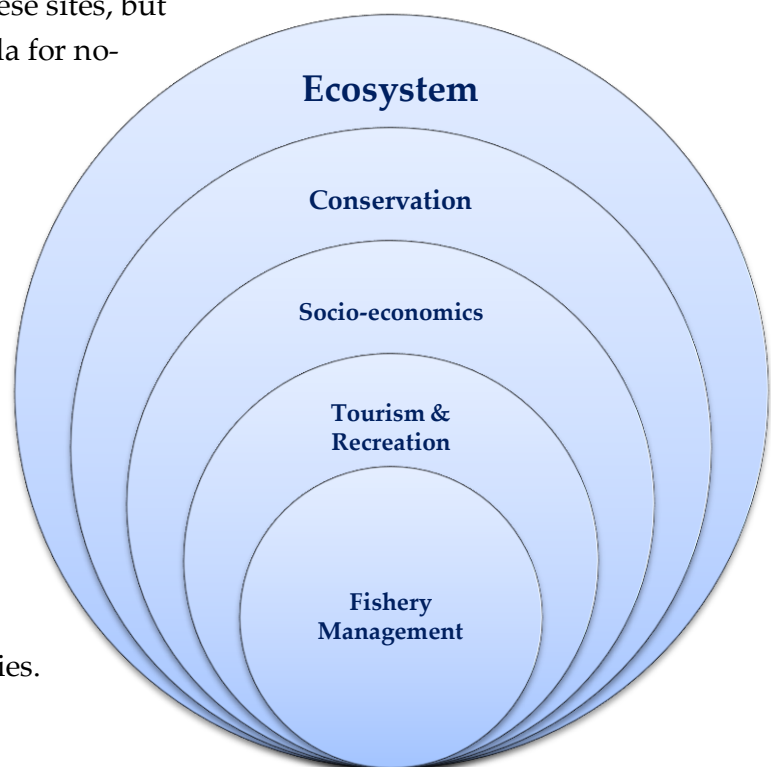 ese sites, but
la for no-
Ecosystem
Conservation
Socio-economics
Tourism &
Recreation
Fishery
Management
ies.